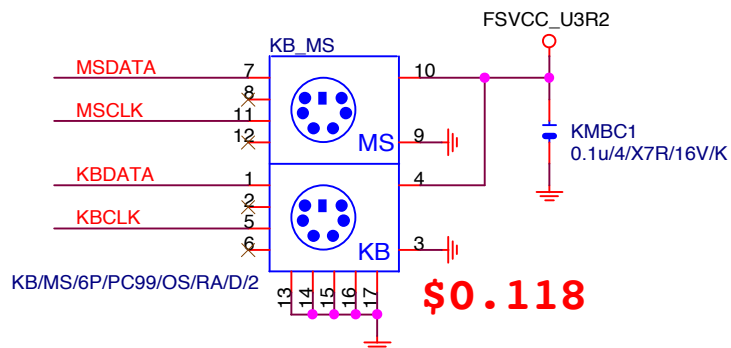 FSVCC_U3R2
KB_MS
MSDATA 7 10
8
MSCLK 11
12 MS 9
KMBC1
0.1u/4/X7R/16V/K
KBDATA 1 4
2
KBCLK 5
6 KB 3
KB/MS/6P/PC99/OS/RA/D/2
13 14 15 16 17
$0.118